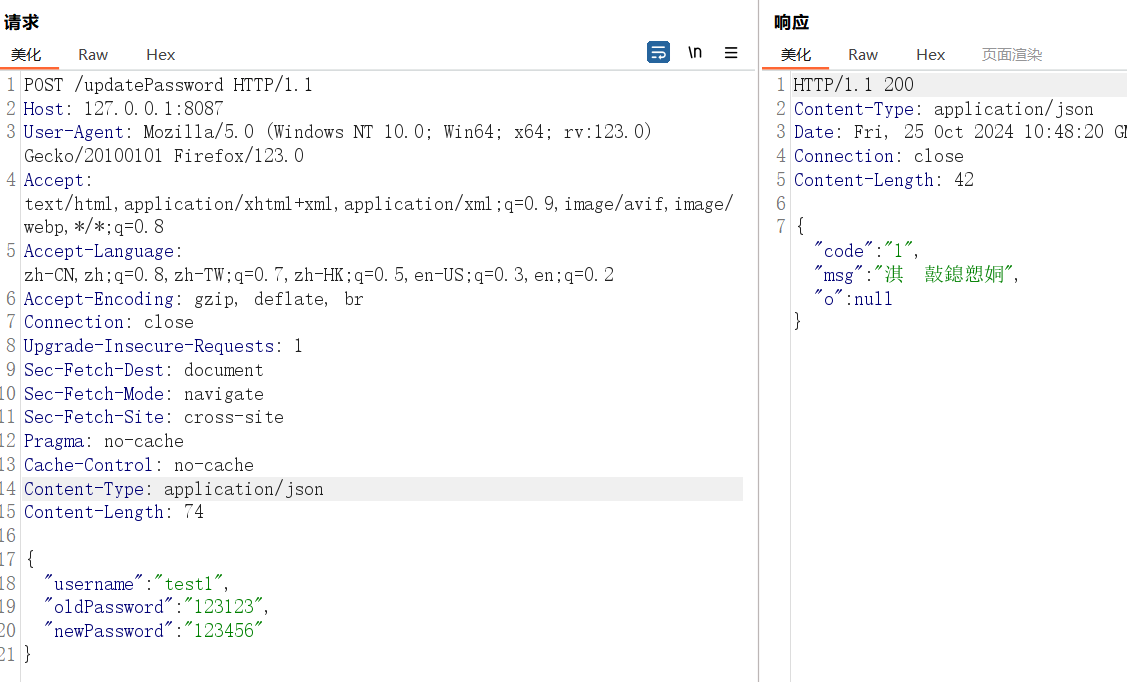 请求
美化 Raw Hex \n ≡
1 POST /updatePassword HTTP/1.1
2 Host: 127.0.0.1:8087
3 User-Agent: Mozilla/5.0 (Windows NT 10.0; Win64; x64; rv:123.0)
Gecko/20100101 Firefox/123.0
4 Accept:
text/html,application/xhtml+xml,application/xml;q=0.9,image/avif,image/
webp,*/*;q=0.8
5 Accept-Language:
zh-CN,zh;q=0.8,zh-TW;q=0.7,zh-HK;q=0.5,en-US;q=0.3,en;q=0.2
6 Accept-Encoding: gzip, deflate, br
7 Connection: close
8 Upgrade-Insecure-Requests: 1
9 Sec-Fetch-Dest: document
10 Sec-Fetch-Mode: navigate
11 Sec-Fetch-Site: cross-site
12 Pragma: no-cache
13 Cache-Control: no-cache
14 Content-Type: application/json
15 Content-Length: 74
16
17 {
18 "username":"test1",
19 "oldPassword":"123123",
20 "newPassword":"123456"
21 }
响应
美化 Raw Hex 页面渲染
1 HTTP/1.1 200
2 Content-Type: application/json
3 Date: Fri, 25 Oct 2024 10:48:20 GM
4 Connection: close
5 Content-Length: 42
6
7 {
"code":"1",
"msg":"淇 敼鎴愬姛",
"o":null
}